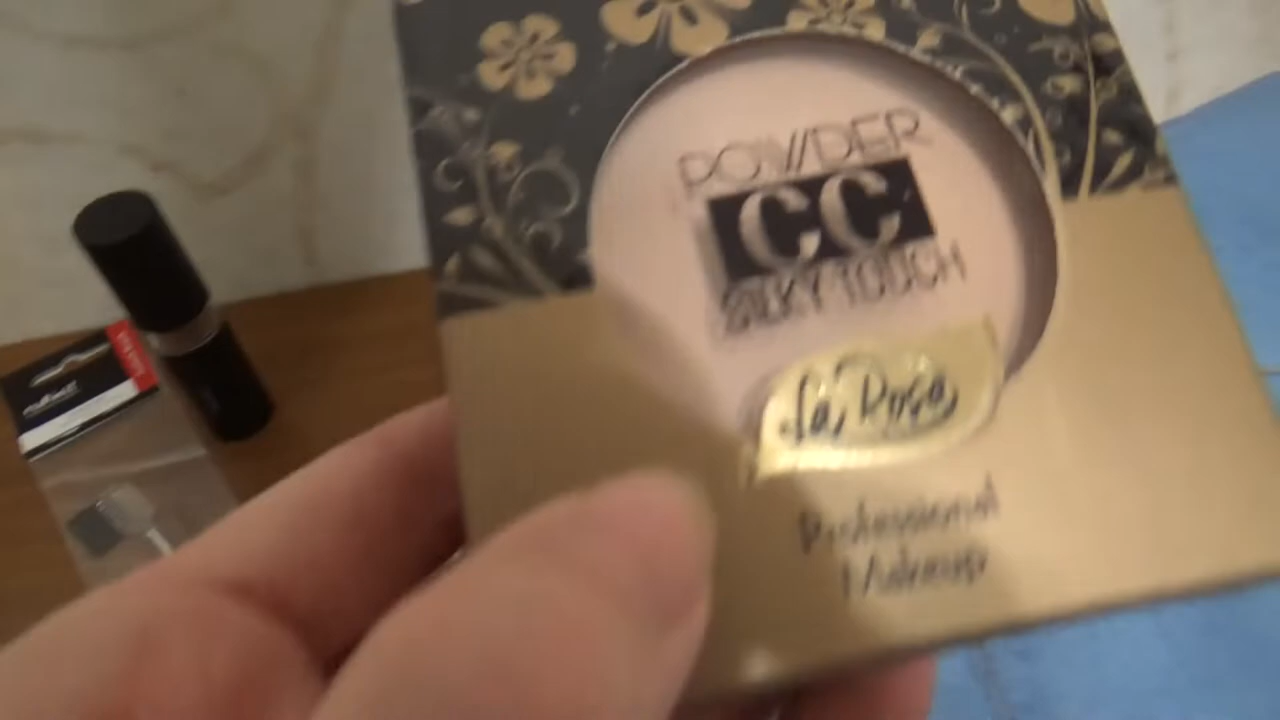 POWDER
CC
SILKY TOUCH
La Rosa
Professional
Makeup